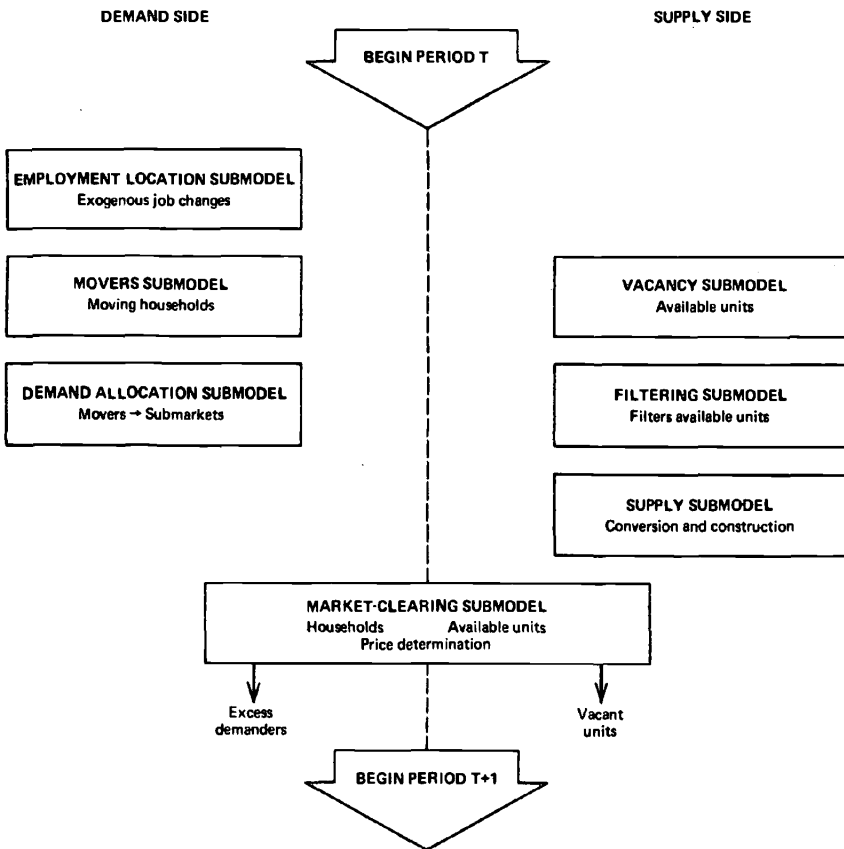 DEMAND SIDE
SUPPLY SIDE
BEGIN PERIOD T
EMPLOYMENT LOCATION SUBMODEL
Exogenous job changes
MOVERS SUBMODEL
Moving households
VACANCY SUBMODEL
Available units
DEMAND ALLOCATION SUBMODEL
Movers → Submarkets
FILTERING SUBMODEL
Filters available units
SUPPLY SUBMODEL
Conversion and construction
MARKET-CLEARING SUBMODEL
Households Available units
Price determination
Excess
demanders
Vacant
units
BEGIN PERIOD T+1